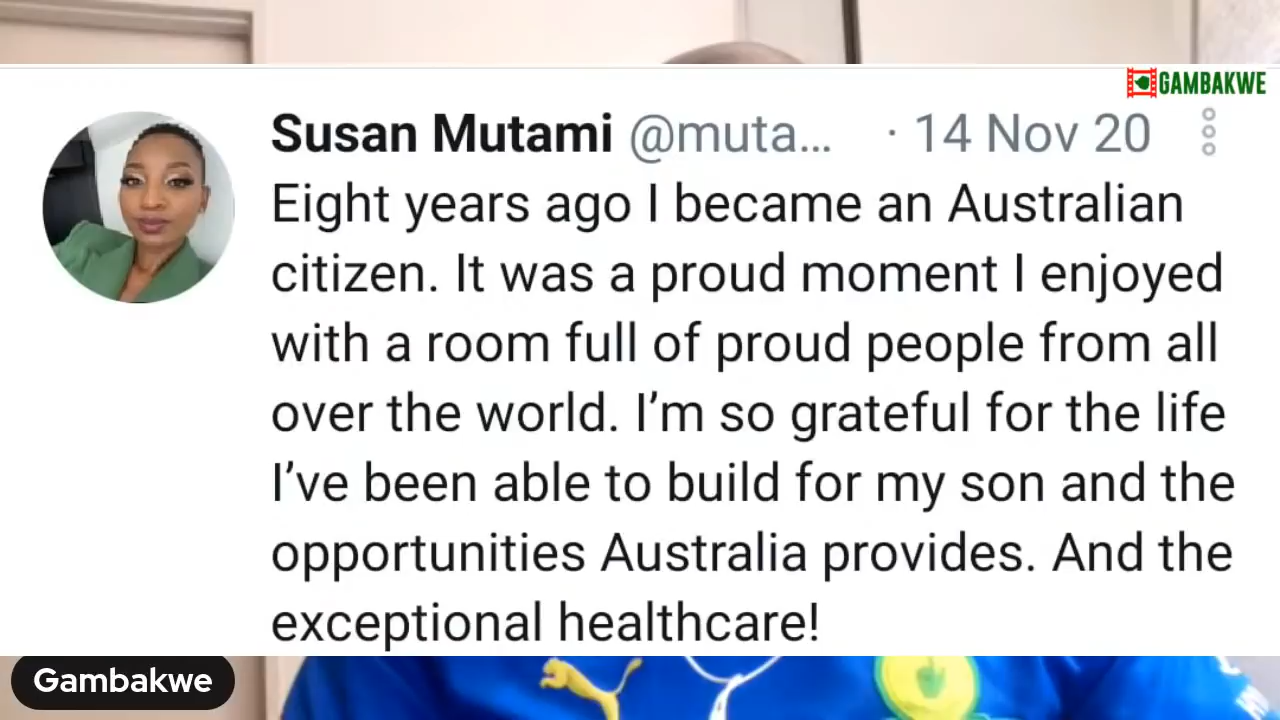 GAMBAKWE
Susan Mutami @muta... · 14 Nov 20
Eight years ago I became an Australian
citizen. It was a proud moment I enjoyed
with a room full of proud people from all
over the world. I’m so grateful for the life
I’ve been able to build for my son and the
opportunities Australia provides. And the
exceptional healthcare!
Gambakwe